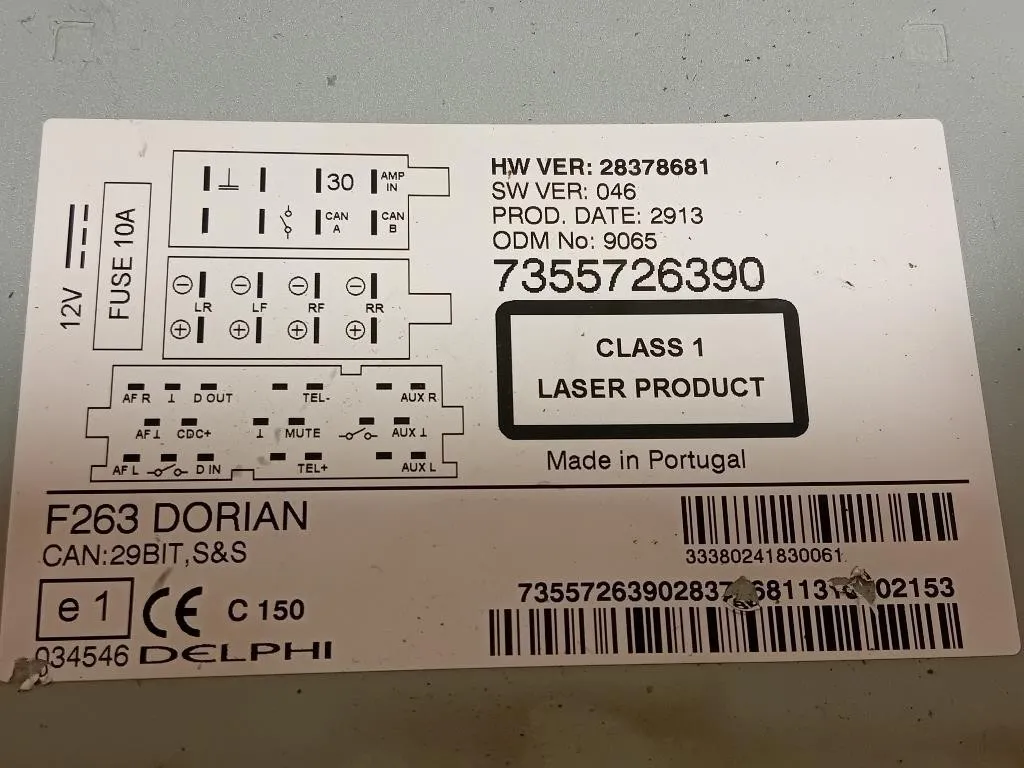 12V
FUSE 10A
30 AMP IN
CAN A CAN B
LR LF RF RR
AF R ⊥ D OUT TEL- AUX R
AF⊥ CDC+ ⊥ MUTE AUX ⊥
AF L D IN TEL+ AUX L
HW VER: 28378681
SW VER: 046
PROD. DATE: 2913
ODM No: 9065
7355726390
CLASS 1
LASER PRODUCT
Made in Portugal
F263 DORIAN
CAN:29BIT,S&S
33380241830061
e1 CE C 150
034546 DELPHI